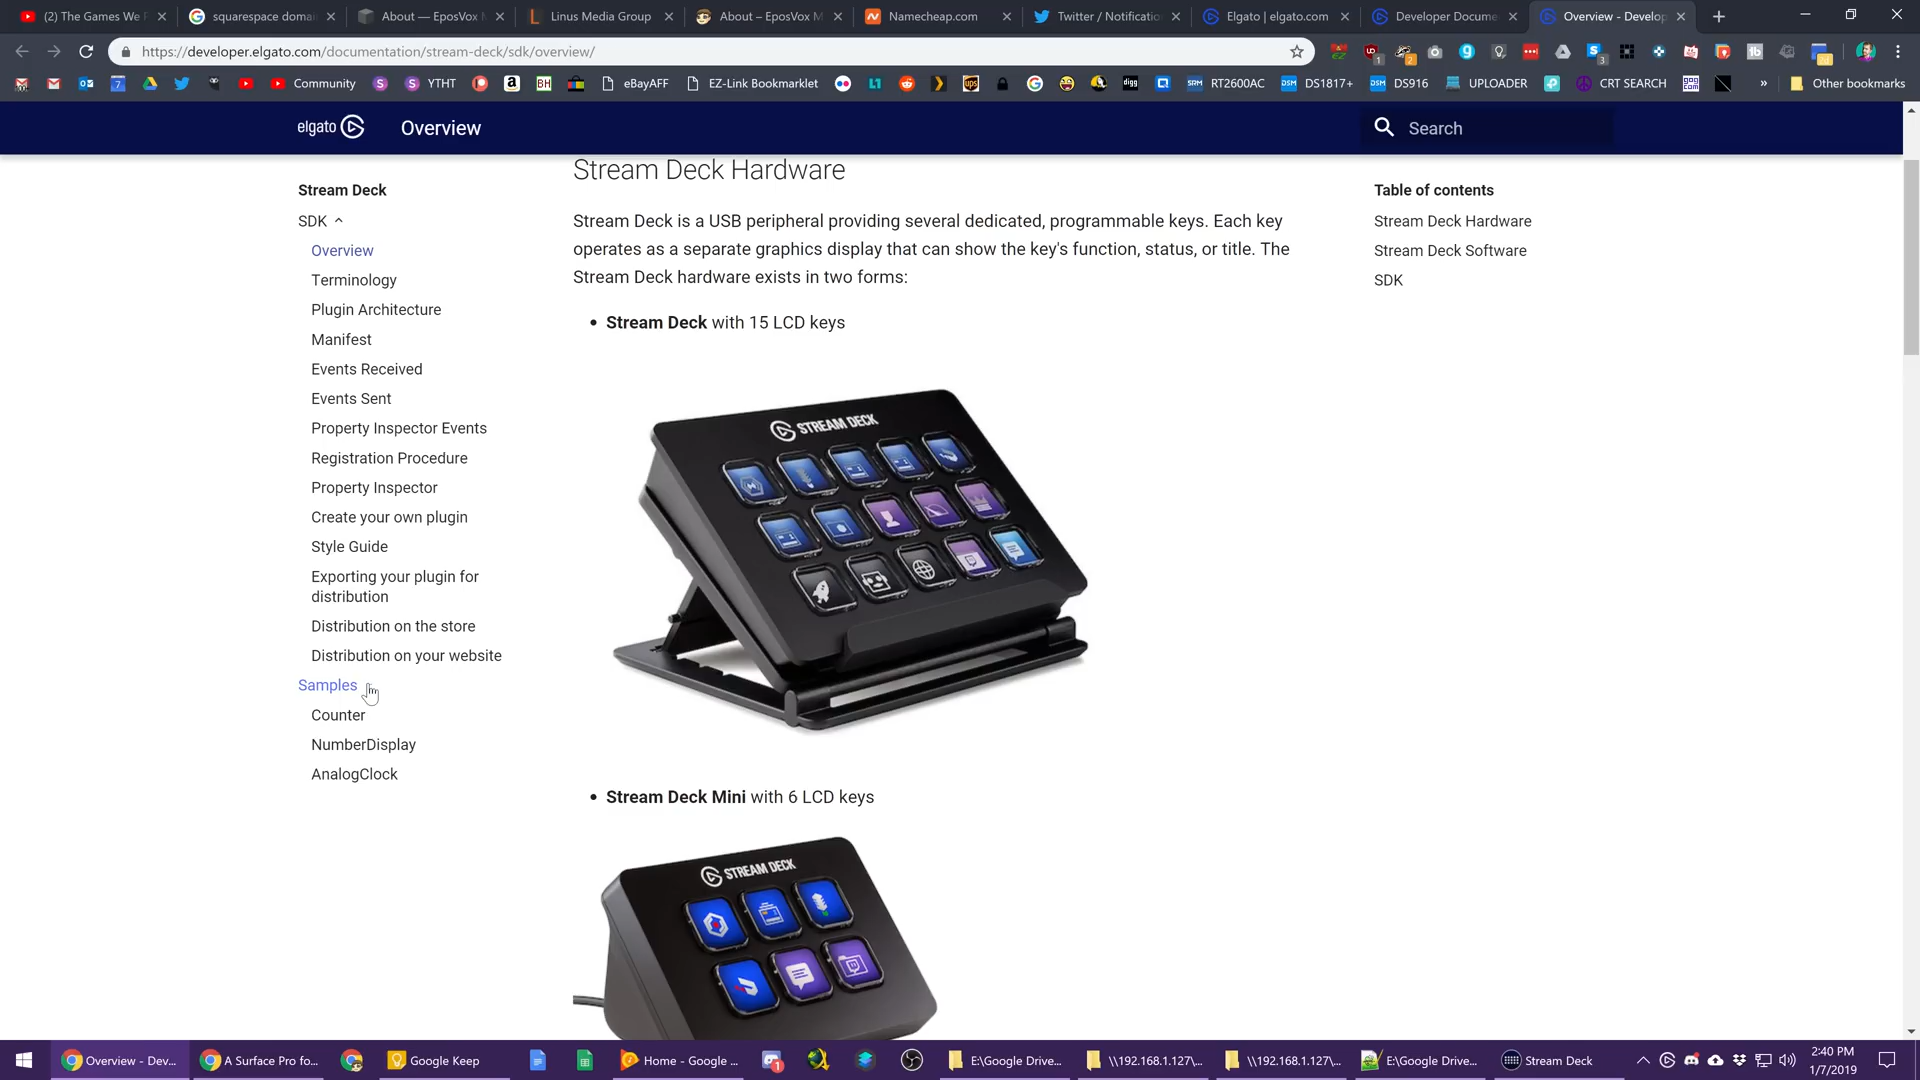 (2) The Games We P
squarespace domai
About — EposVox M
Linus Media Group
About – EposVox M
Namecheap.com
Twitter / Notificatio
Elgato | elgato.com
Developer Docume
Overview - Develop
https://developer.elgato.com/documentation/stream-deck/sdk/overview/
Community
YTHT
eBayAFF
EZ-Link Bookmarklet
RT2600AC
DS1817+
DS916
UPLOADER
CRT SEARCH
»
Other bookmarks
elgato
Overview
Search
Stream Deck
SDK
Overview
Terminology
Plugin Architecture
Manifest
Events Received
Events Sent
Property Inspector Events
Registration Procedure
Property Inspector
Create your own plugin
Style Guide
Exporting your plugin for
distribution
Distribution on the store
Distribution on your website
Samples
Counter
NumberDisplay
AnalogClock
Stream Deck Hardware
Stream Deck is a USB peripheral providing several dedicated, programmable keys. Each key
operates as a separate graphics display that can show the key's function, status, or title. The
Stream Deck hardware exists in two forms:
• Stream Deck with 15 LCD keys
STREAM DECK
• Stream Deck Mini with 6 LCD keys
STREAM DECK
Table of contents
Stream Deck Hardware
Stream Deck Software
SDK
Overview - Dev...
A Surface Pro fo...
Google Keep
Home - Google ...
E:\Google Drive...
\\192.168.1.127\...
\\192.168.1.127\...
E:\Google Drive...
Stream Deck
2:40 PM
1/7/2019